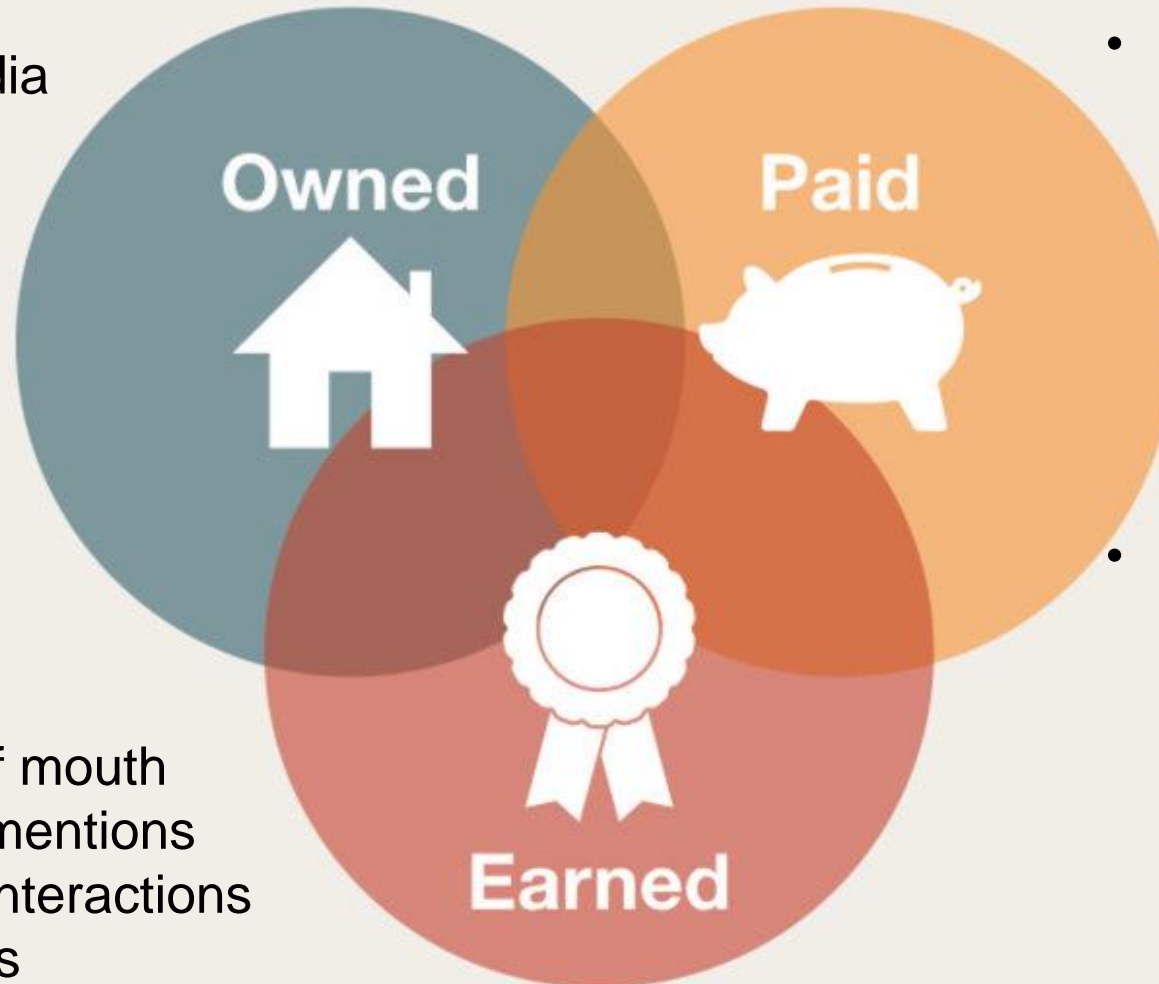 dia
Owned
Paid
•
•
f mouth
mentions
nteractions
s
Earned